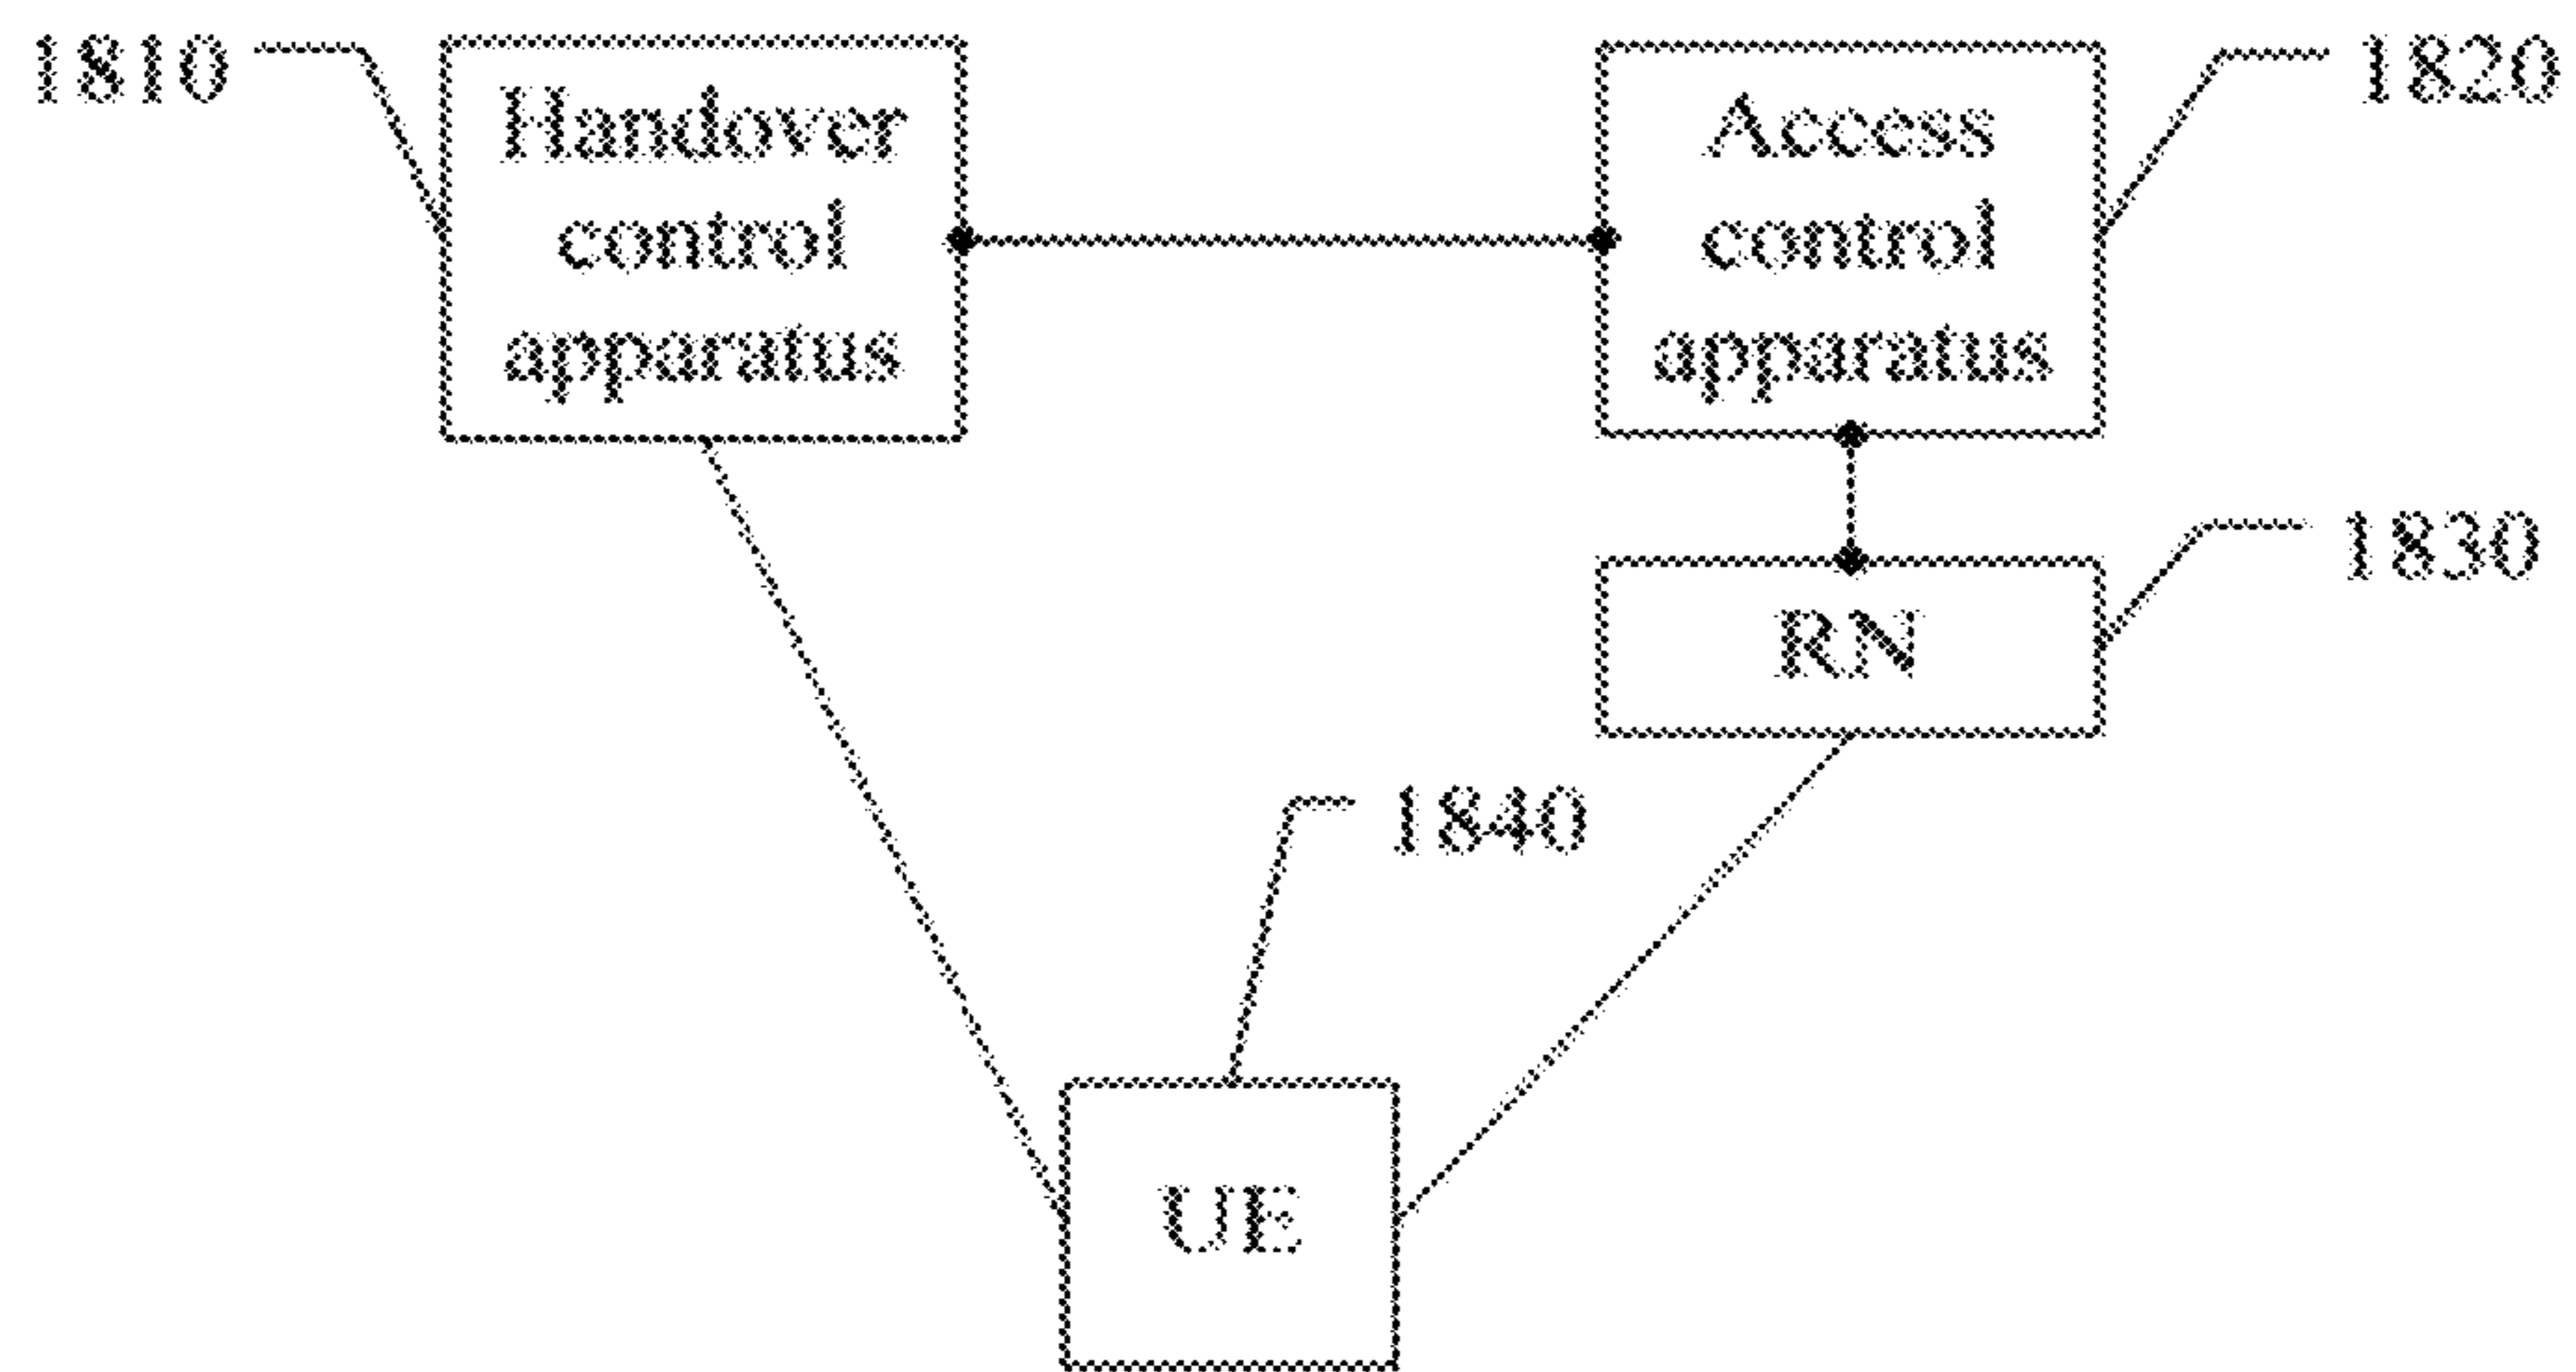 1810
Handover
control
apparatus
Access
control
apparatus
1820
RN
1830
1840
UE